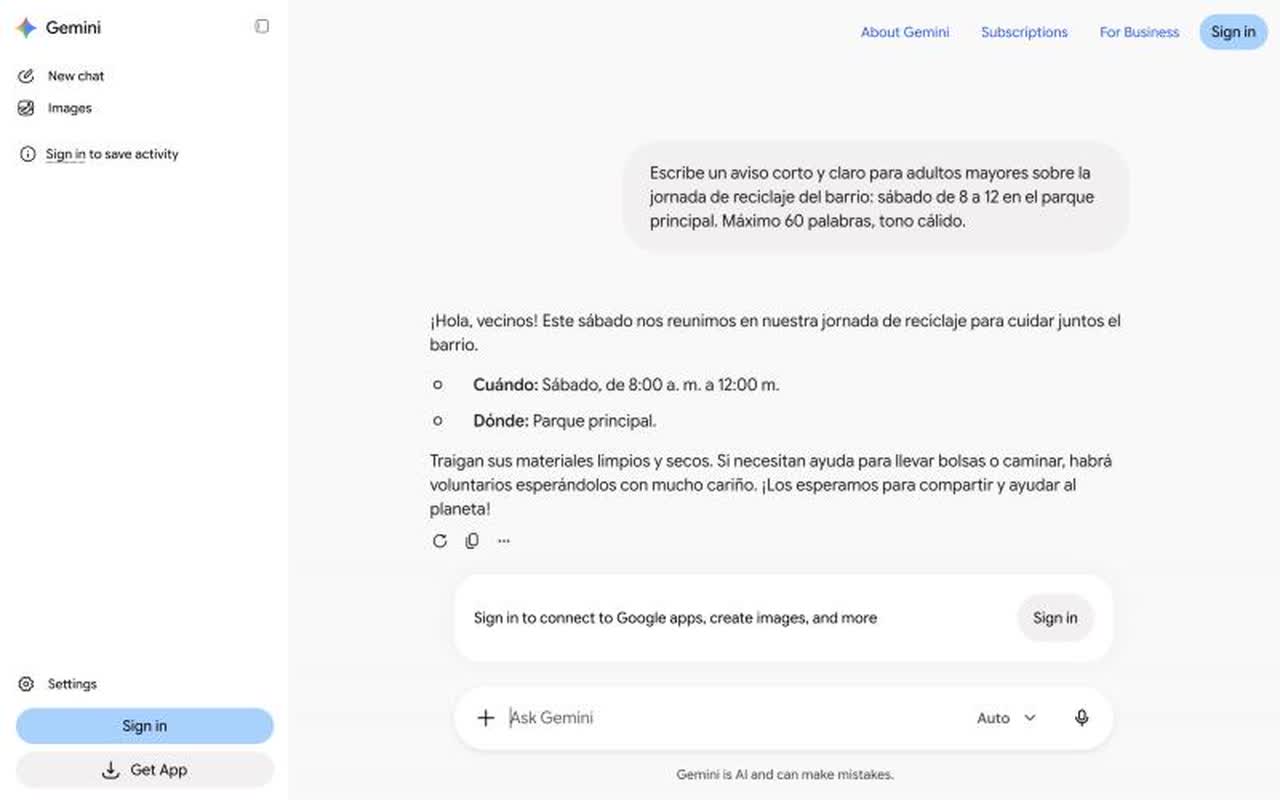 Gemini
New chat
Images
Sign in to save activity
Settings
Sign in
Get App
About Gemini
Subscriptions
For Business
Sign in
Escribe un aviso corto y claro para adultos mayores sobre la
jornada de reciclaje del barrio: sábado de 8 a 12 en el parque
principal. Máximo 60 palabras, tono cálido.
¡Hola, vecinos! Este sábado nos reunimos en nuestra jornada de reciclaje para cuidar juntos el
barrio.
Cuándo: Sábado, de 8:00 a. m. a 12:00 m.
Dónde: Parque principal.
Traigan sus materiales limpios y secos. Si necesitan ayuda para llevar bolsas o caminar, habrá
voluntarios esperándolos con mucho cariño. ¡Los esperamos para compartir y ayudar al
planeta!
Sign in to connect to Google apps, create images, and more
Sign in
Ask Gemini
Auto
Gemini is AI and can make mistakes.